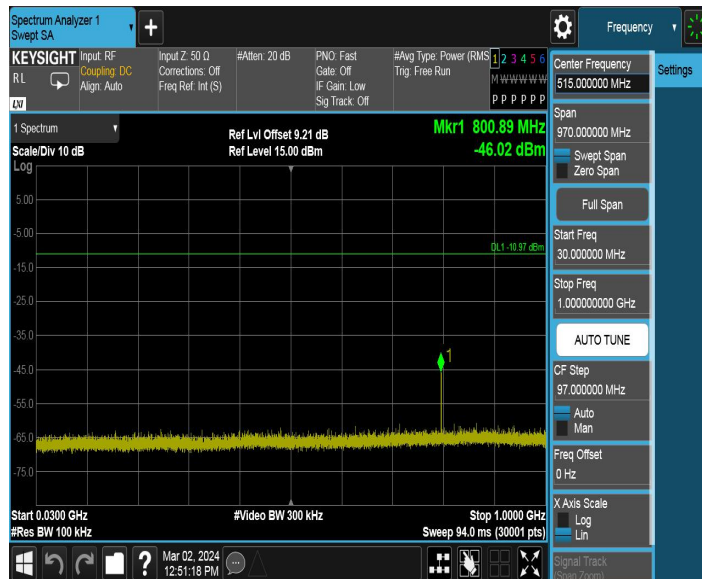 Spectrum Analyzer 1
Swept SA
+
Frequency
KEYSIGHT
RL
LXI
Input: RF
Coupling: DC
Align: Auto
Input Z: 50 Ω
Corrections: Off
Freq Ref: Int (S)
#Atten: 20 dB
PNO: Fast
Gate: Off
IF Gain: Low
Sig Track: Off
#Avg Type: Power (RMS
Trig: Free Run
1 2 3 4 5 6
M W W W W W
P P P P P P
Center Frequency
515.000000 MHz
Settings
Span
970.000000 MHz
Swept Span
Zero Span
Full Span
Start Freq
30.000000 MHz
Stop Freq
1.000000000 GHz
AUTO TUNE
CF Step
97.000000 MHz
Auto
Man
Freq Offset
0 Hz
X Axis Scale
Log
Lin
Signal Track
(Span Zoom)
1 Spectrum
Scale/Div 10 dB
Log
Ref Lvl Offset 9.21 dB
Ref Level 15.00 dBm
Mkr1 800.89 MHz
-46.02 dBm
5.00
-5.00
DL1 -10.97 dBm
-15.0
-25.0
-35.0
1
-45.0
-55.0
-65.0
-75.0
Start 0.0300 GHz
#Video BW 300 kHz
Stop 1.0000 GHz
#Res BW 100 kHz
Sweep 94.0 ms (30001 pts)
?
Mar 02, 2024
12:51:18 PM